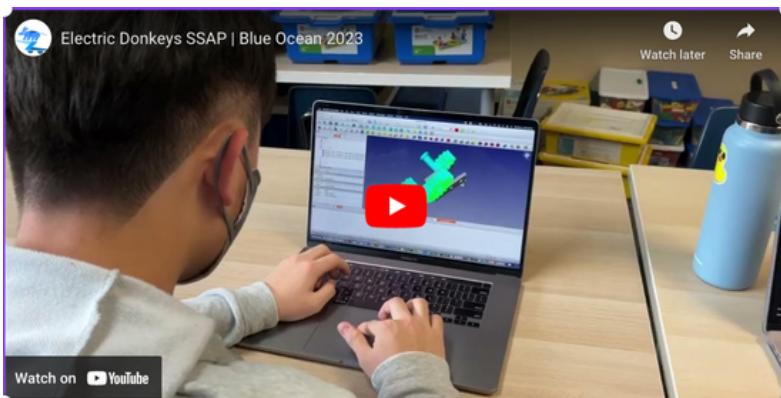 Electric Donkeys SSAP | Blue Ocean 2023
Watch later
Share
Watch on YouTube